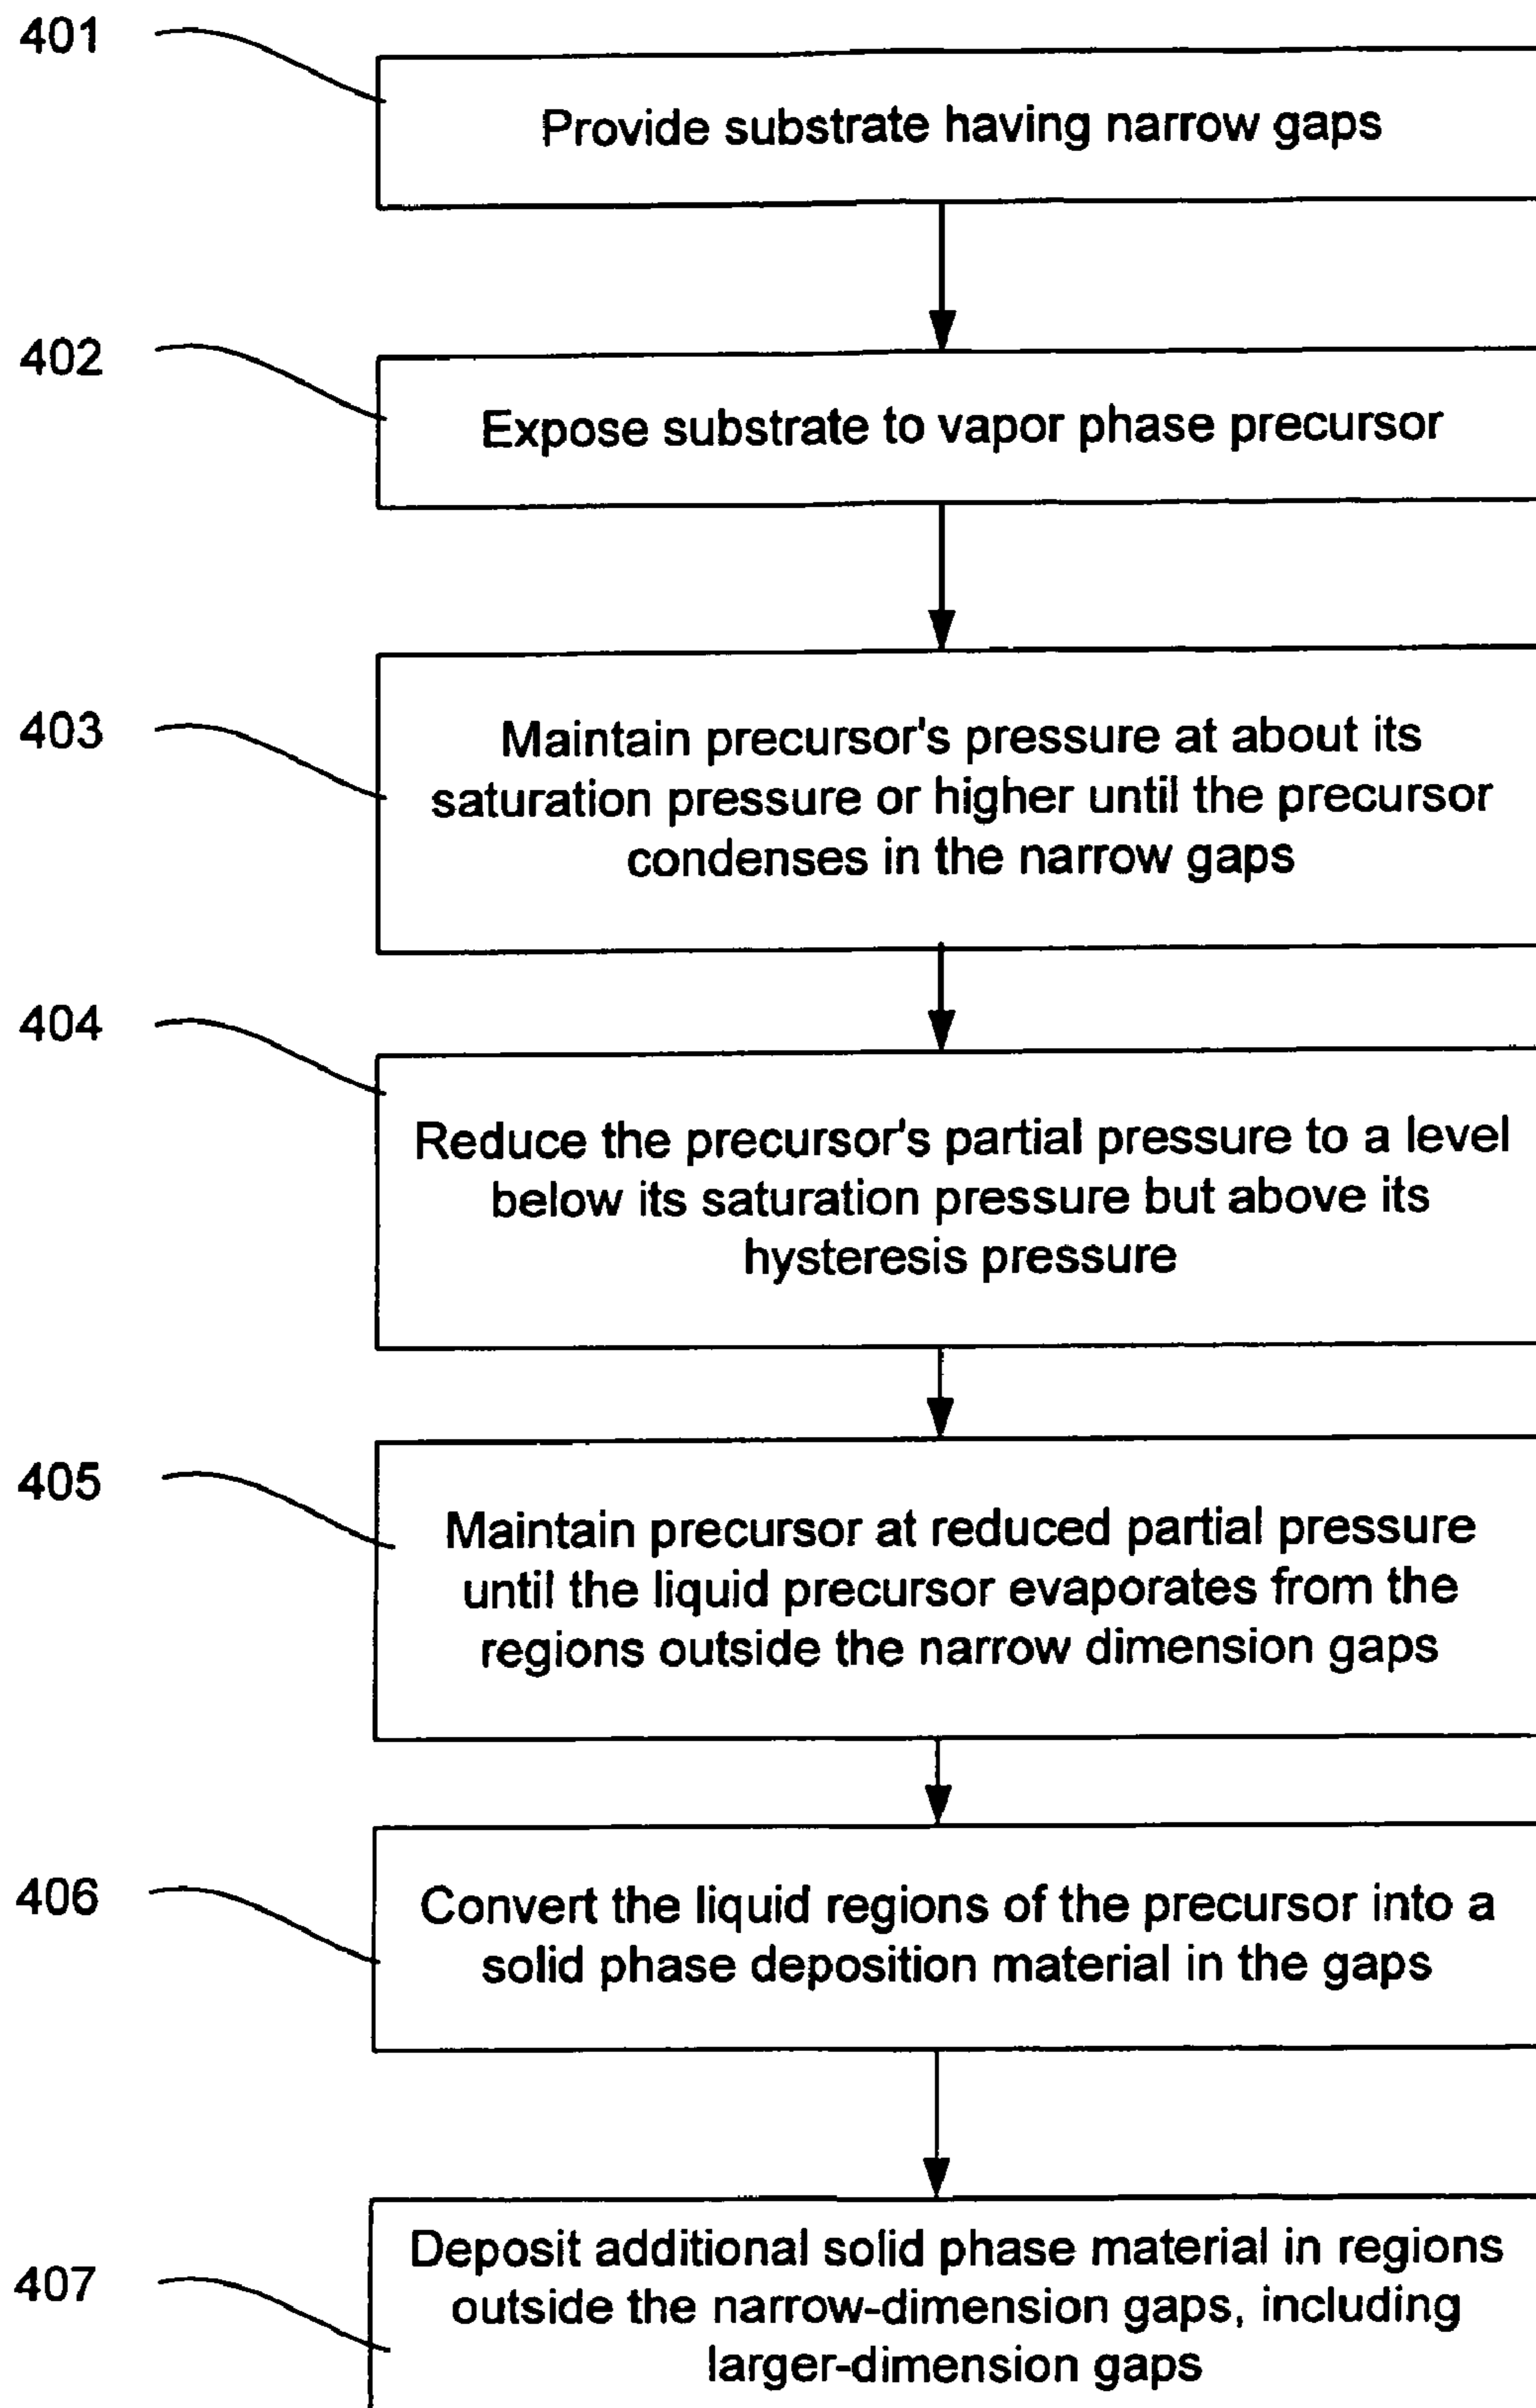 401
Provide substrate having narrow gaps
402
Expose substrate to vapor phase precursor
403
Maintain precursor's pressure at about its
saturation pressure or higher until the precursor
condenses in the narrow gaps
404
Reduce the precursor's partial pressure to a level
below its saturation pressure but above its
hysteresis pressure
405
Maintain precursor at reduced partial pressure
until the liquid precursor evaporates from the
regions outside the narrow dimension gaps
406
Convert the liquid regions of the precursor into a
solid phase deposition material in the gaps
407
Deposit additional solid phase material in regions
outside the narrow-dimension gaps, including
larger-dimension gaps